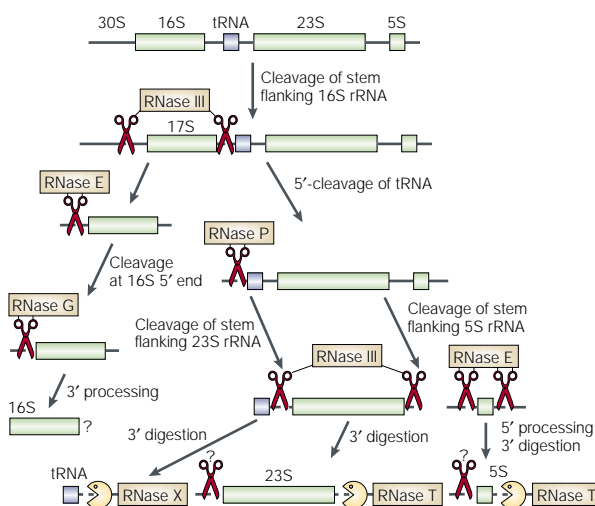 30S 16S tRNA 23S 5S
Cleavage of stem
flanking 16S rRNA
RNase III
17S
5′-cleavage of tRNA
RNase E
RNase P
Cleavage
at 16S 5′ end
RNase G
Cleavage of stem
flanking 23S rRNA
Cleavage of stem
flanking 5S rRNA
RNase III
RNase E
3′ processing
16S
?
3′ digestion
3′ digestion
5′ processing
3′ digestion
tRNA
RNase X
?
23S
RNase T
?
5S
RNase T